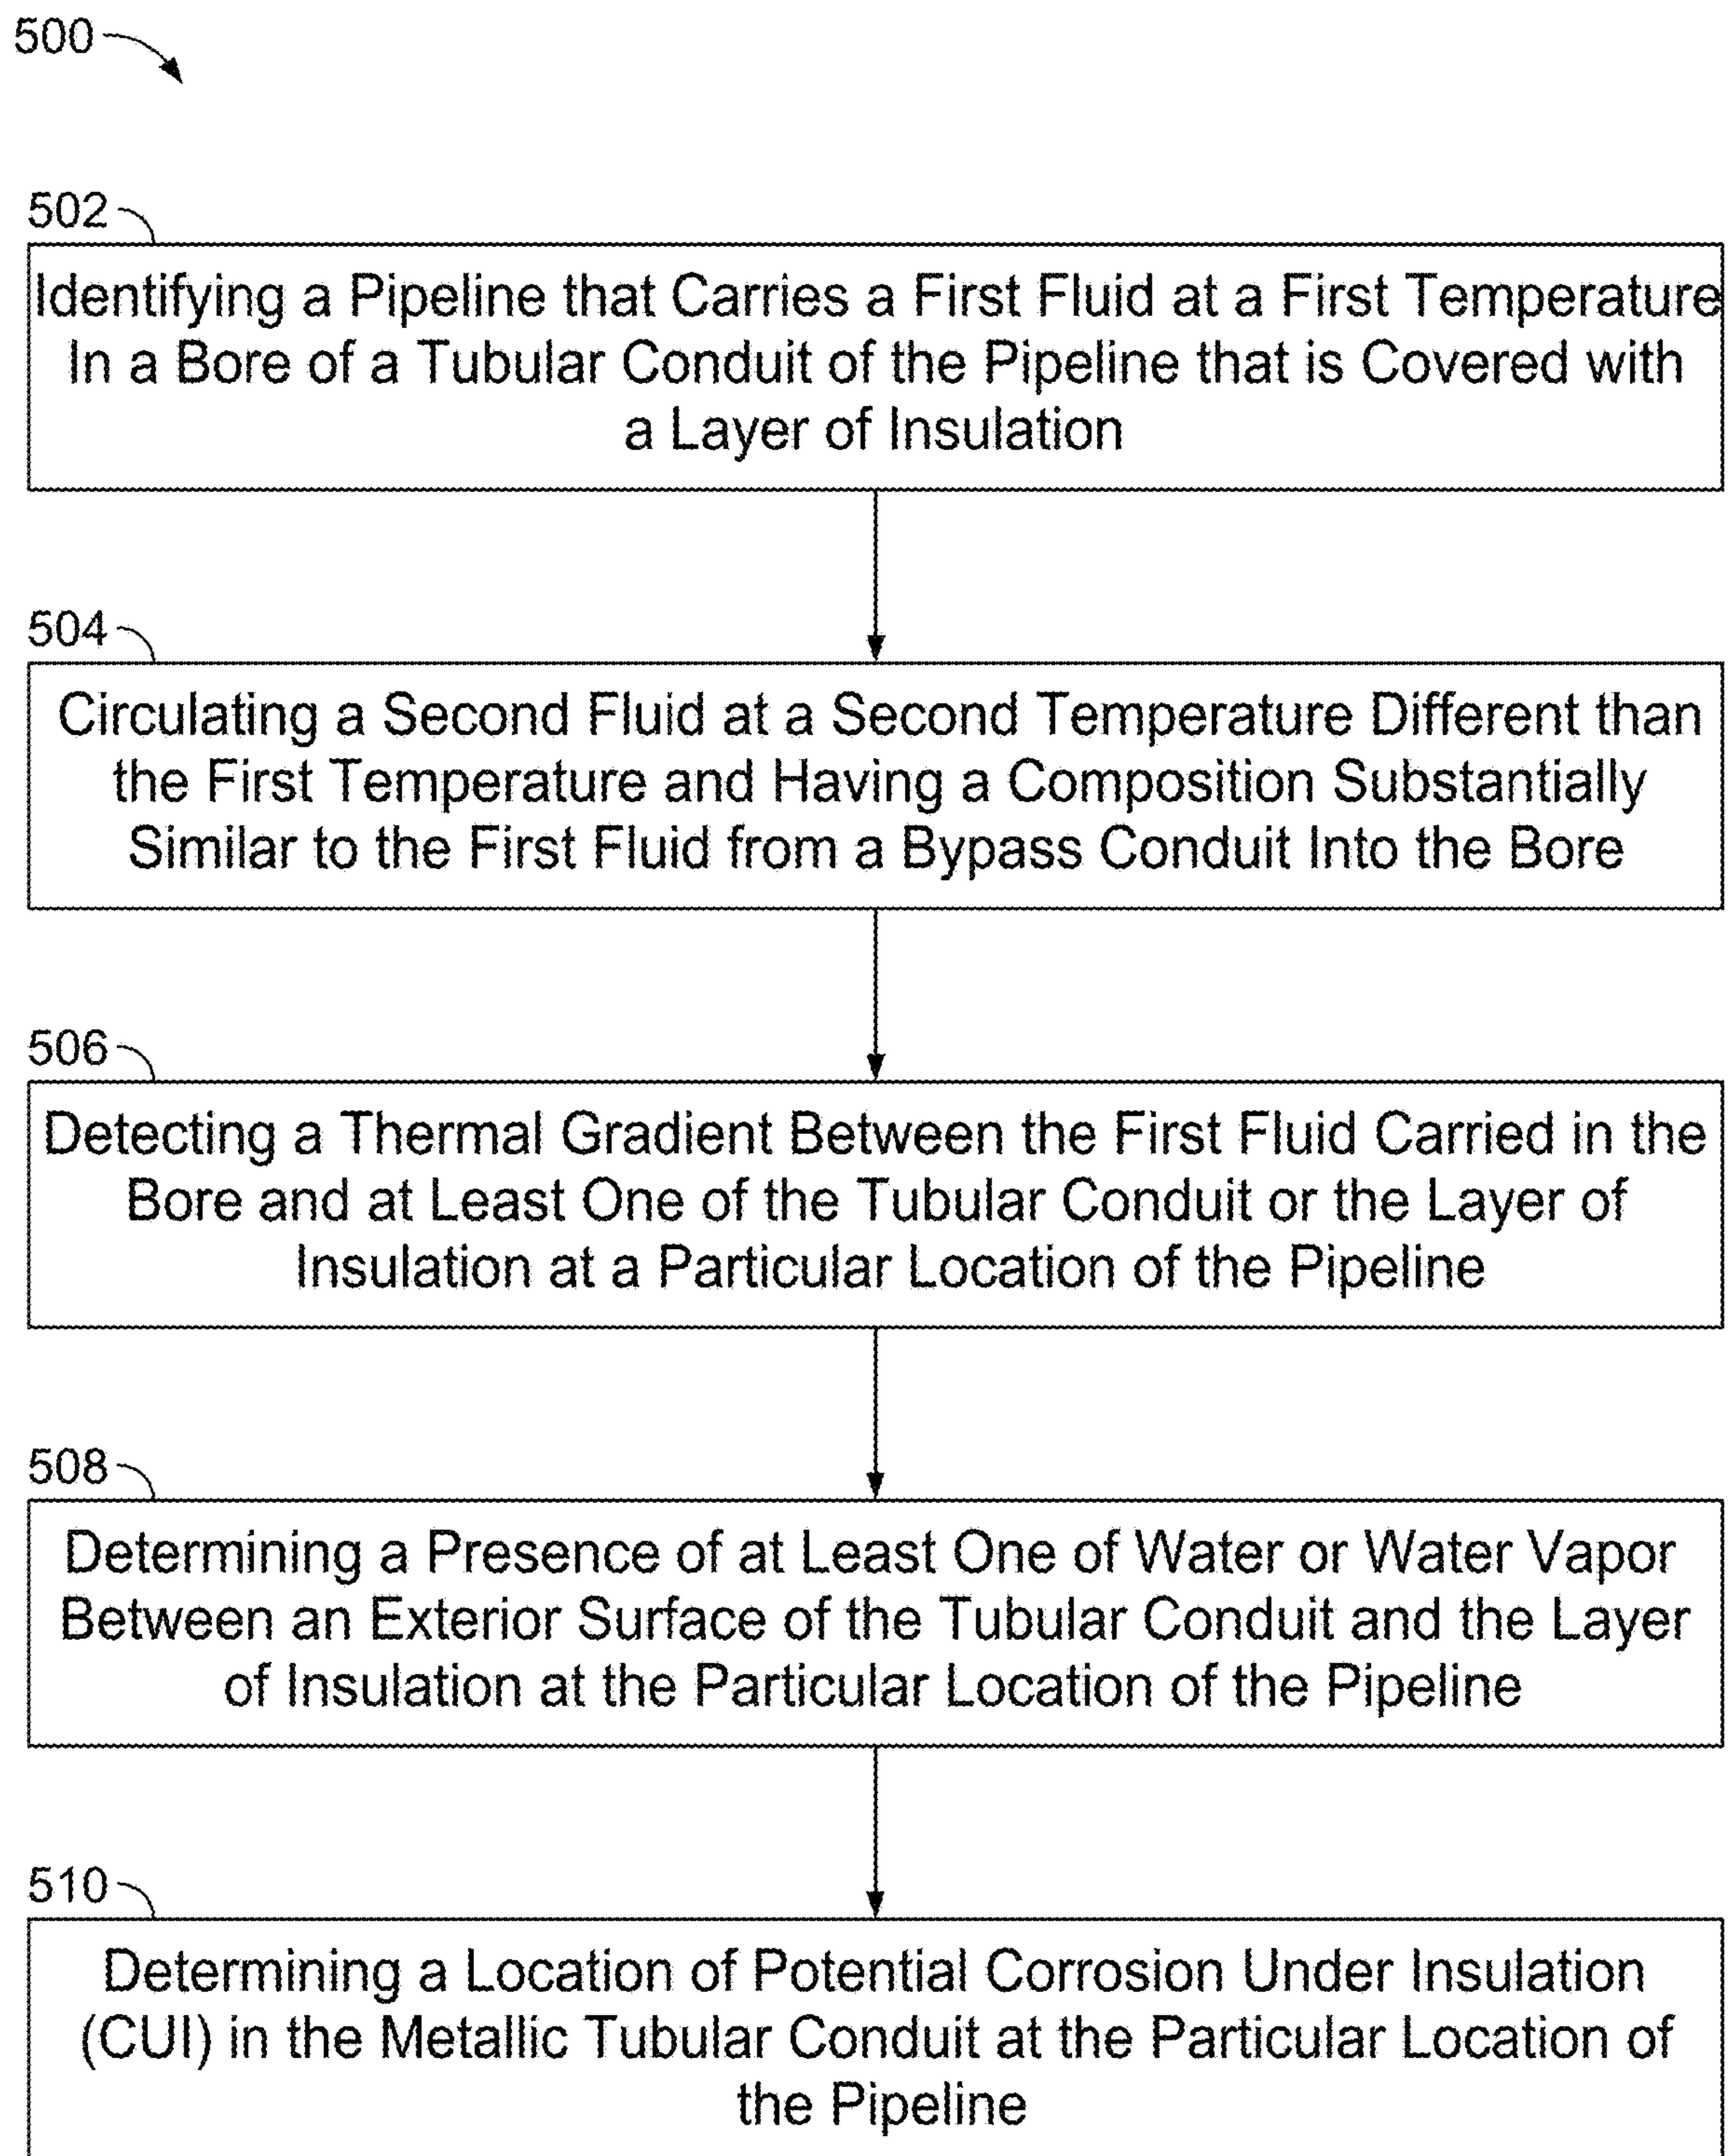 500
502
Identifying a Pipeline that Carries a First Fluid at a First Temperature
In a Bore of a Tubular Conduit of the Pipeline that is Covered with
a Layer of Insulation
504
Circulating a Second Fluid at a Second Temperature Different than
the First Temperature and Having a Composition Substantially
Similar to the First Fluid from a Bypass Conduit Into the Bore
506
Detecting a Thermal Gradient Between the First Fluid Carried in the
Bore and at Least One of the Tubular Conduit or the Layer of
Insulation at a Particular Location of the Pipeline
508
Determining a Presence of at Least One of Water or Water Vapor
Between an Exterior Surface of the Tubular Conduit and the Layer
of Insulation at the Particular Location of the Pipeline
510
Determining a Location of Potential Corrosion Under Insulation
(CUI) in the Metallic Tubular Conduit at the Particular Location of
the Pipeline